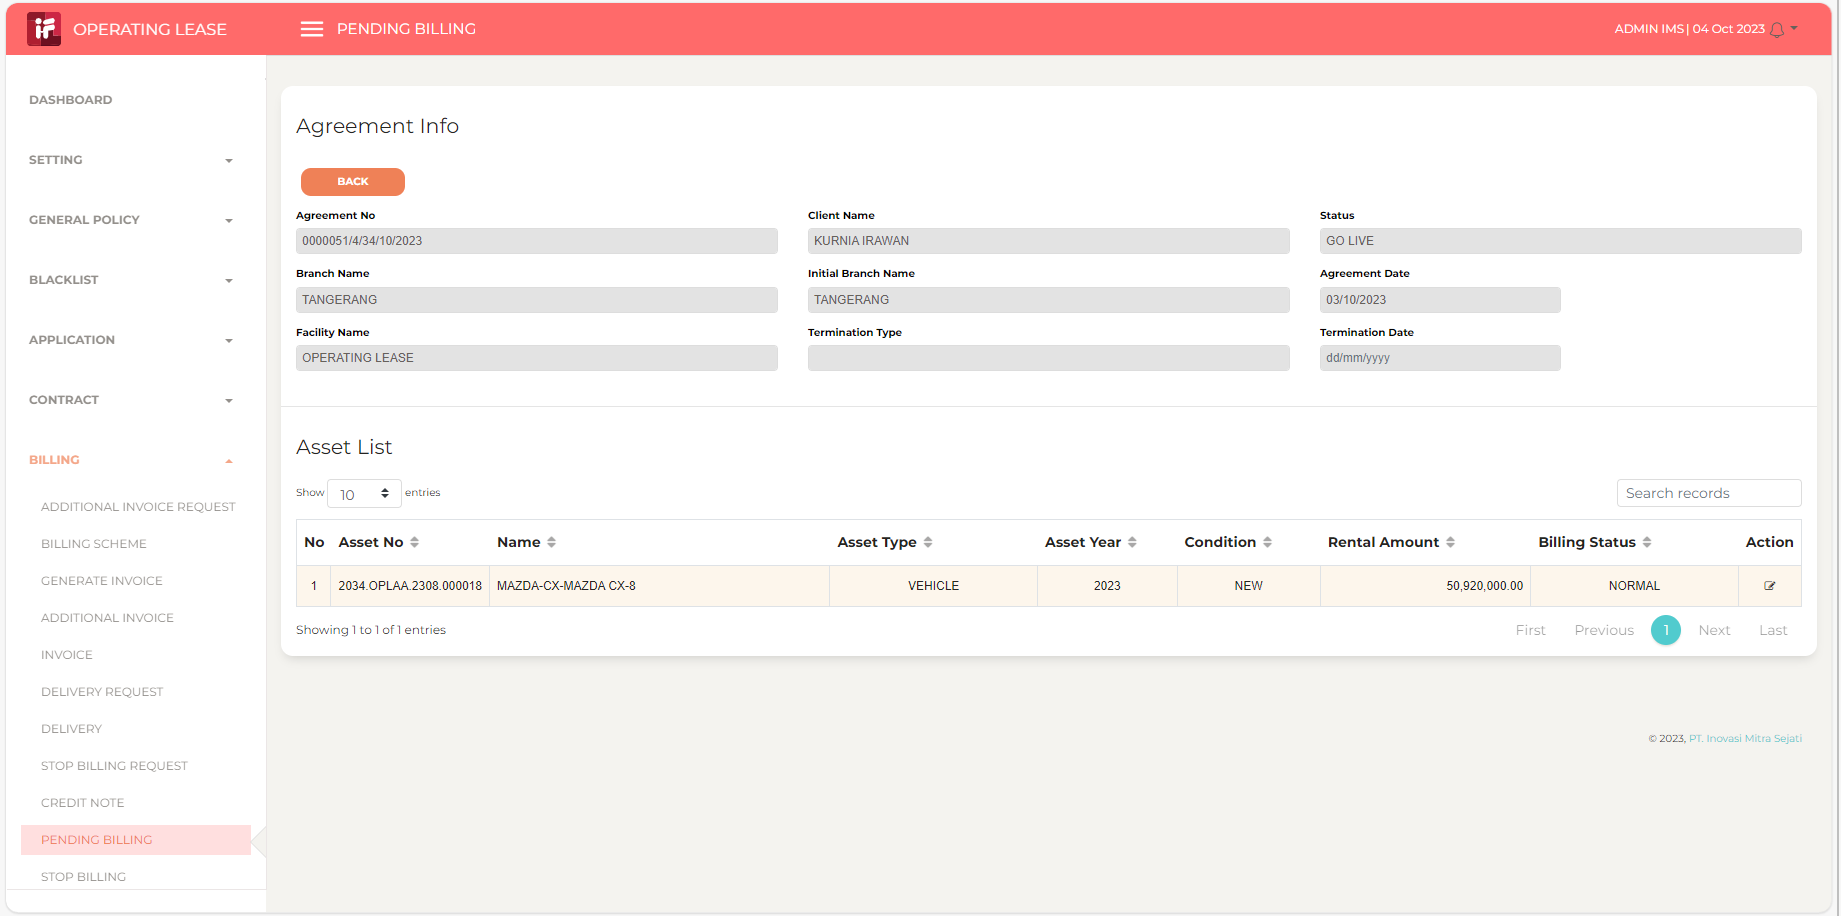 OPERATING LEASE
PENDING BILLING
ADMIN IMS | 04 Oct 2023
DASHBOARD
SETTING
GENERAL POLICY
BLACKLIST
APPLICATION
CONTRACT
BILLING
ADDITIONAL INVOICE REQUEST
BILLING SCHEME
GENERATE INVOICE
ADDITIONAL INVOICE
INVOICE
DELIVERY REQUEST
DELIVERY
STOP BILLING REQUEST
CREDIT NOTE
PENDING BILLING
STOP BILLING
Agreement Info
BACK
Agreement No Client Name Status
0000051/4/34/10/2023 KURNIA IRAWAN GO LIVE
Branch Name Initial Branch Name Agreement Date
TANGERANG TANGERANG 03/10/2023
Facility Name Termination Type Termination Date
OPERATING LEASE dd/mm/yyyy
Asset List
Show 10 entries Search records
No Asset No Name Asset Type Asset Year Condition Rental Amount Billing Status Action
1 2034.OPLAA.2308.000018 MAZDA-CX-MAZDA CX-8 VEHICLE 2023 NEW 50,920,000.00 NORMAL
Showing 1 to 1 of 1 entries First Previous 1 Next Last
© 2023, PT. Inovasi Mitra Sejati